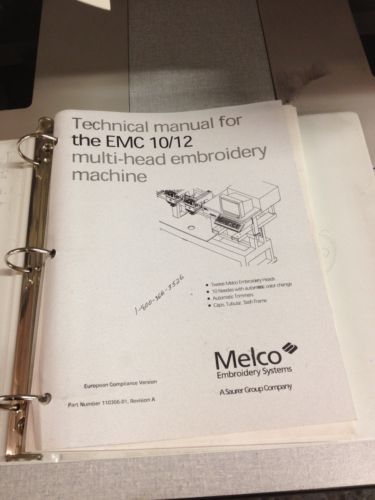 Technical manual for
the EMC 10/12
multi-head embroidery
machine
• Twelve Melco Embroidery Heads
• 10 Needles with automatic color change
• Automatic Trimmers
• Caps, Tubular, Sash Frame
1-800-366-3526
Melco
Embroidery Systems
A Saurer Group Company
European Compliance Version
Part Number 110306-01, Revision A